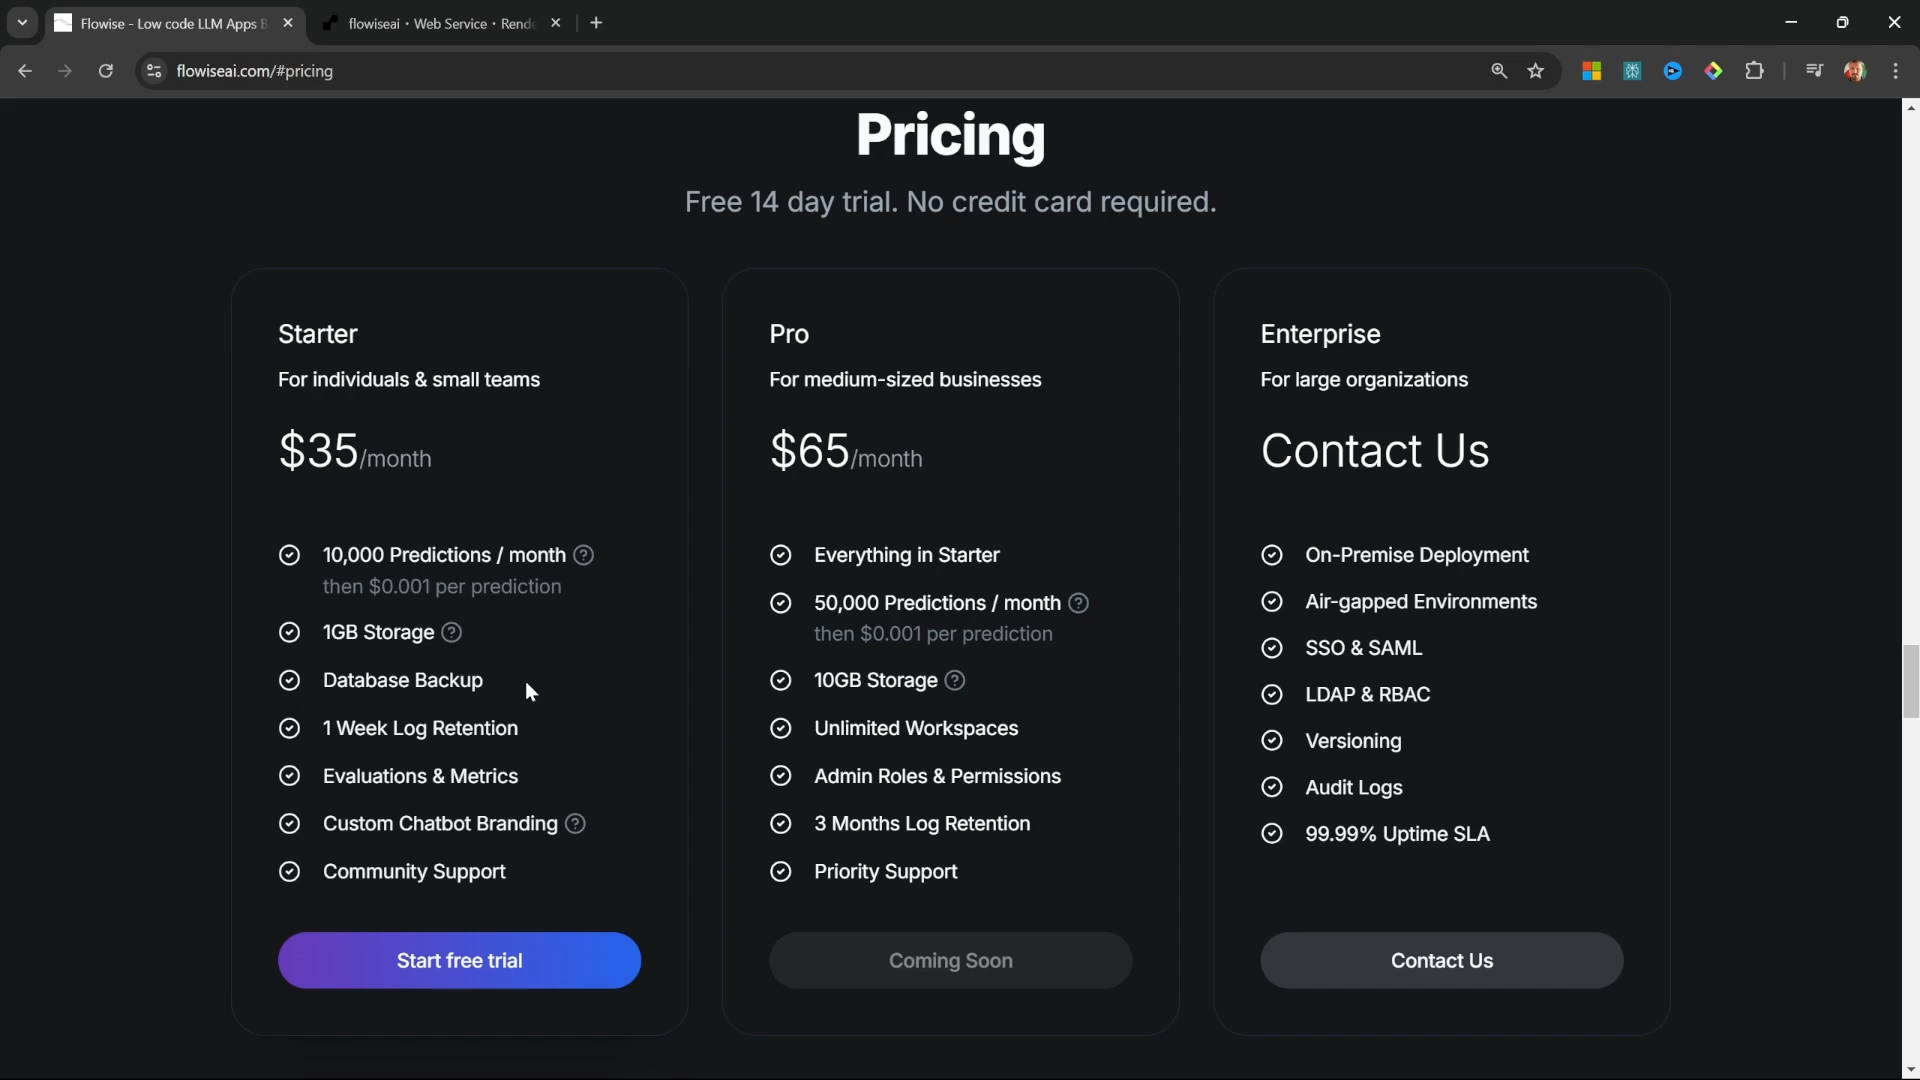 Flowise - Low code LLM Apps B
flowiseai · Web Service · Rende
flowiseai.com/#pricing
Pricing
Free 14 day trial. No credit card required.
Starter
For individuals & small teams
$35/month
10,000 Predictions / month
then $0.001 per prediction
1GB Storage
Database Backup
1 Week Log Retention
Evaluations & Metrics
Custom Chatbot Branding
Community Support
Start free trial
Pro
For medium-sized businesses
$65/month
Everything in Starter
50,000 Predictions / month
then $0.001 per prediction
10GB Storage
Unlimited Workspaces
Admin Roles & Permissions
3 Months Log Retention
Priority Support
Coming Soon
Enterprise
For large organizations
Contact Us
On-Premise Deployment
Air-gapped Environments
SSO & SAML
LDAP & RBAC
Versioning
Audit Logs
99.99% Uptime SLA
Contact Us